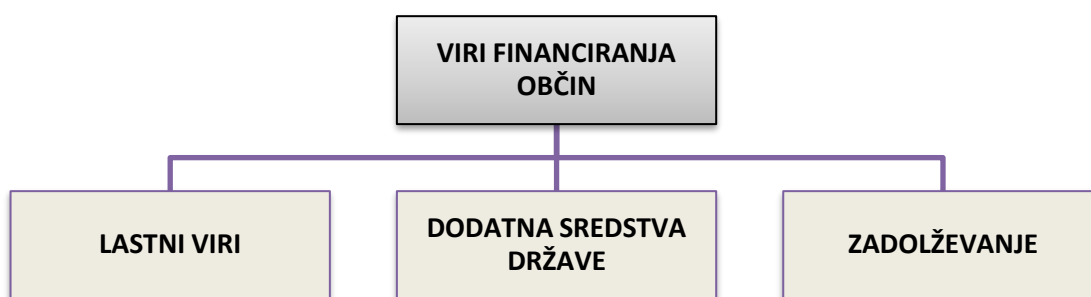 VIRI FINANCIRANJA
OBČIN
LASTNI VIRI
DODATNA SREDSTVA
DRŽAVE
ZADOLŽEVANJE